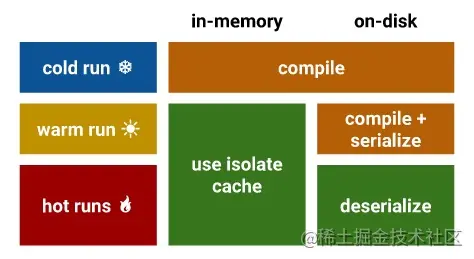 in-memory on-disk
cold run ❄ compile
warm run ☀ compile +
serialize
use isolate
cache
hot runs 🔥 deserialize
@稀土掘金技术社区